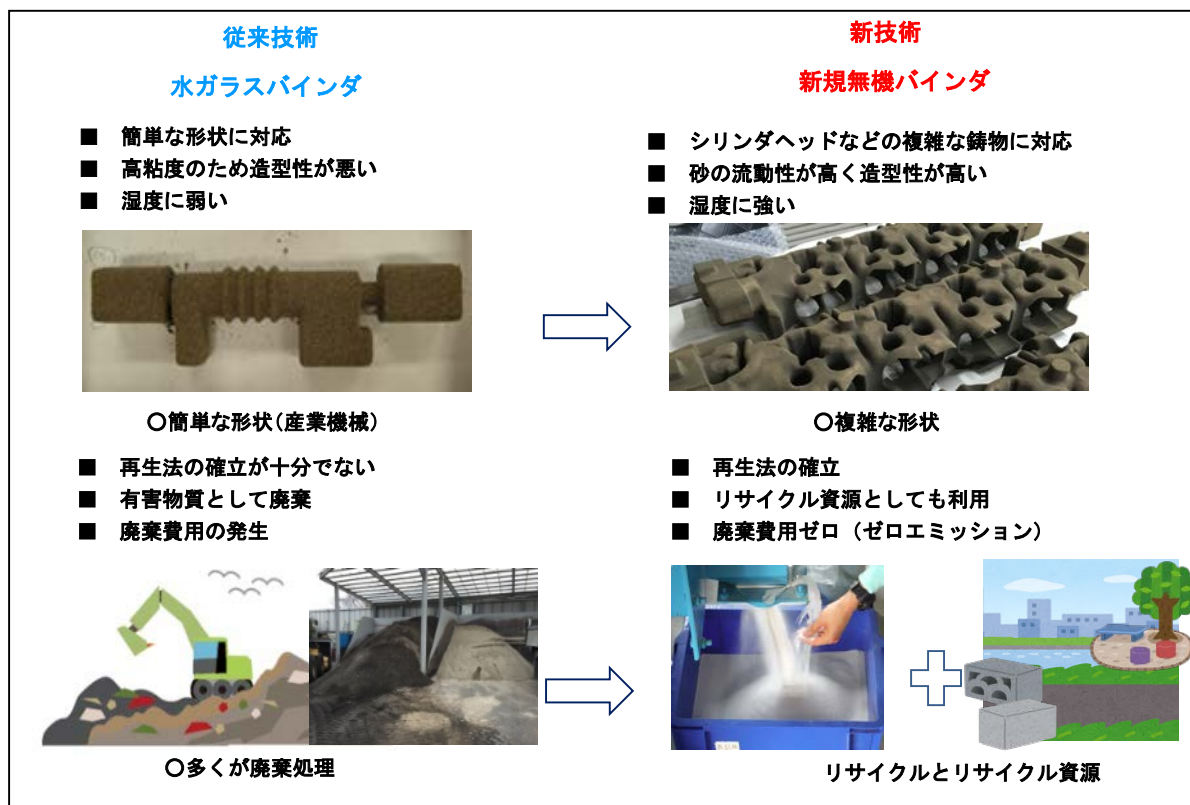 従来技術
水ガラスバインダ
■ 簡単な形状に対応
■ 高粘度のため造型性が悪い
■ 湿度に弱い
〇簡単な形状(産業機械)
■ 再生法の確立が十分でない
■ 有害物質として廃棄
■ 廃棄費用の発生
〇多くが廃棄処理
新技術
新規無機バインダ
■ シリンダヘッドなどの複雑な鋳物に対応
■ 砂の流動性が高く造型性が高い
■ 湿度に強い
〇複雑な形状
■ 再生法の確立
■ リサイクル資源としても利用
■ 廃棄費用ゼロ（ゼロエミッション）
リサイクルとリサイクル資源